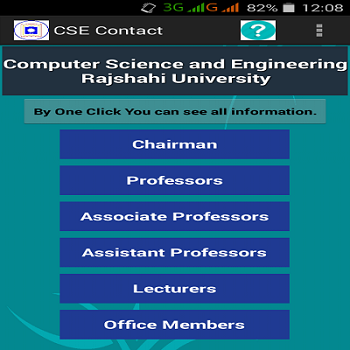 3G G 82% 12:08
CSE Contact ?
Computer Science and Engineering
Rajshahi University
By One Click You can see all information.
Chairman
Professors
Associate Professors
Assistant Professors
Lecturers
Office Members